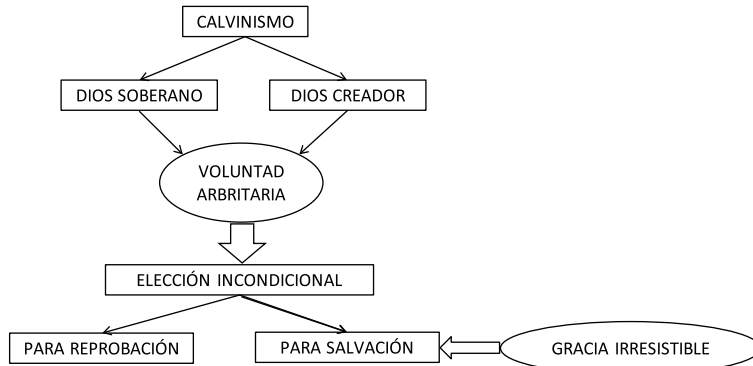 CALVINISMO
DIOS SOBERANO
DIOS CREADOR
VOLUNTAD
ARBRITARIA
ELECCIÓN INCONDICIONAL
PARA REPROBACIÓN
PARA SALVACIÓN
GRACIA IRRESISTIBLE